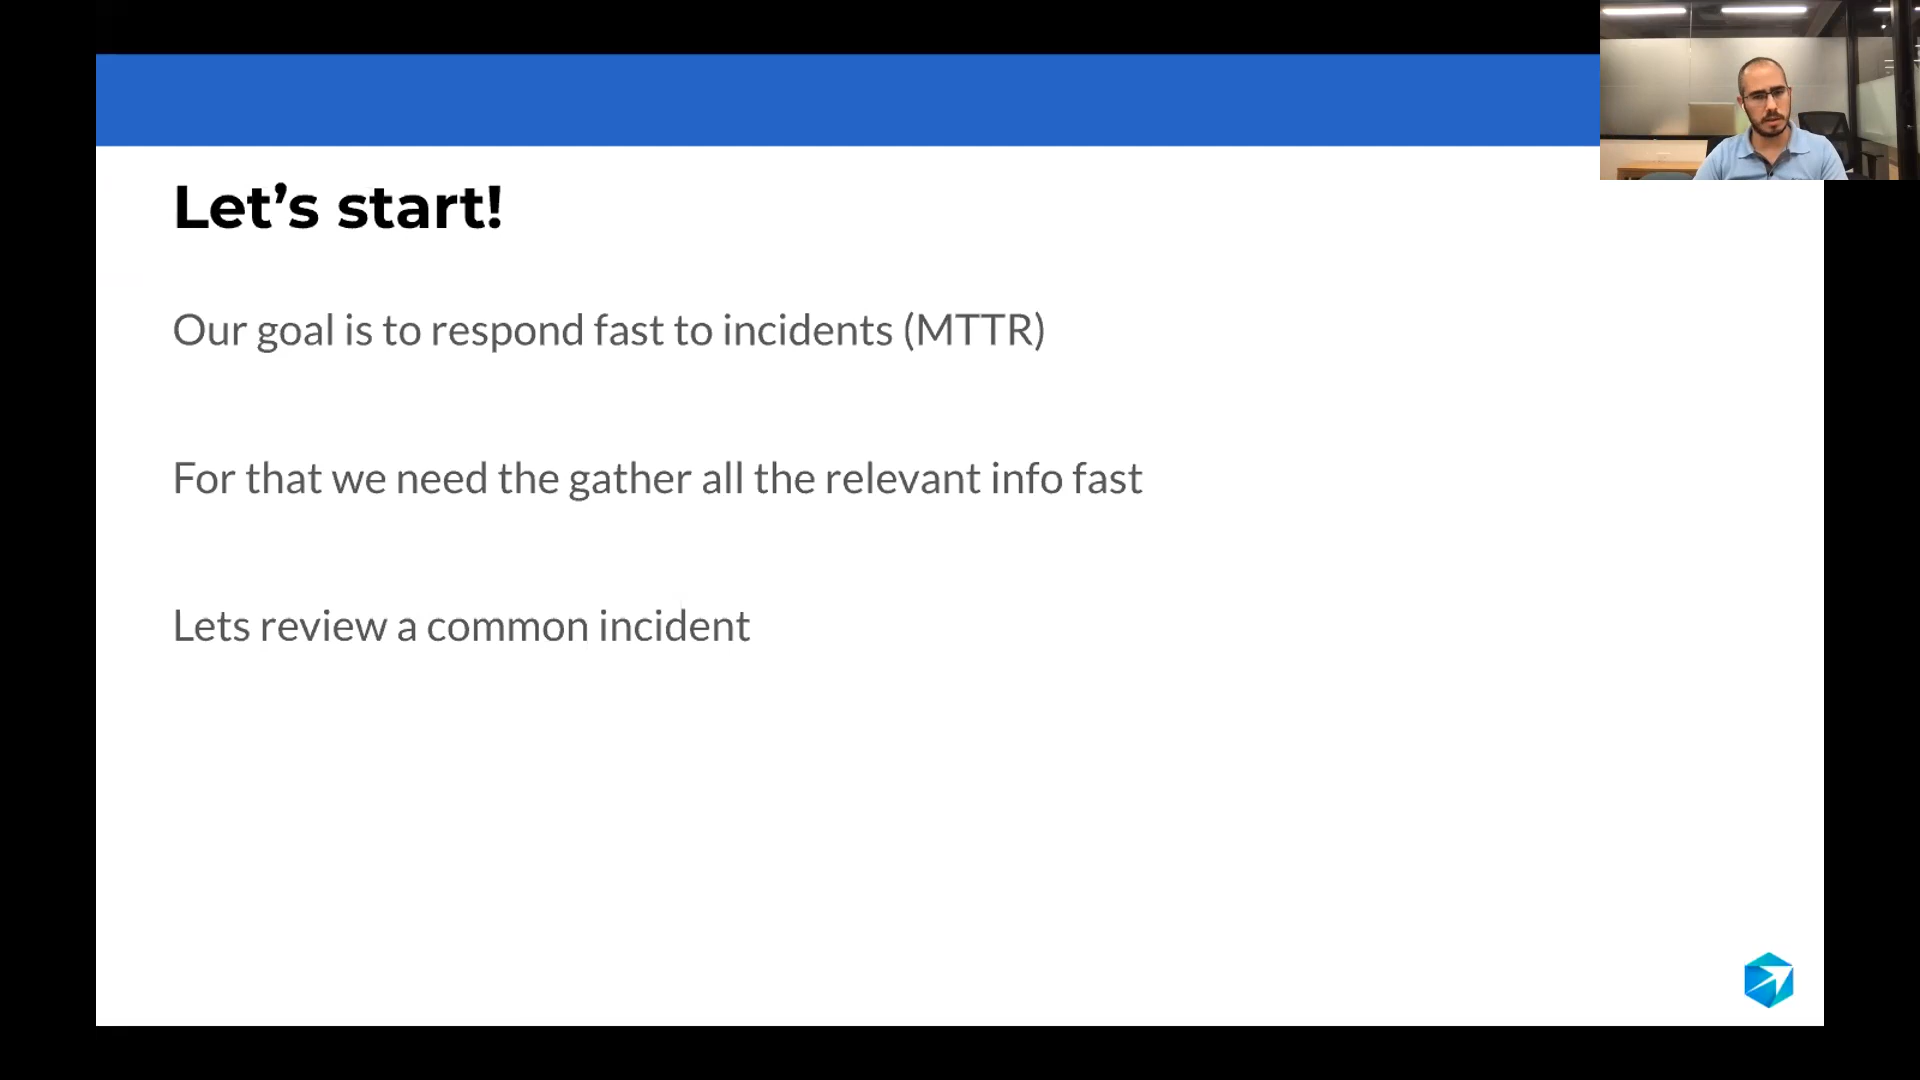 Let’s start!
Our goal is to respond fast to incidents (MTTR)
For that we need the gather all the relevant info fast
Lets review a common incident